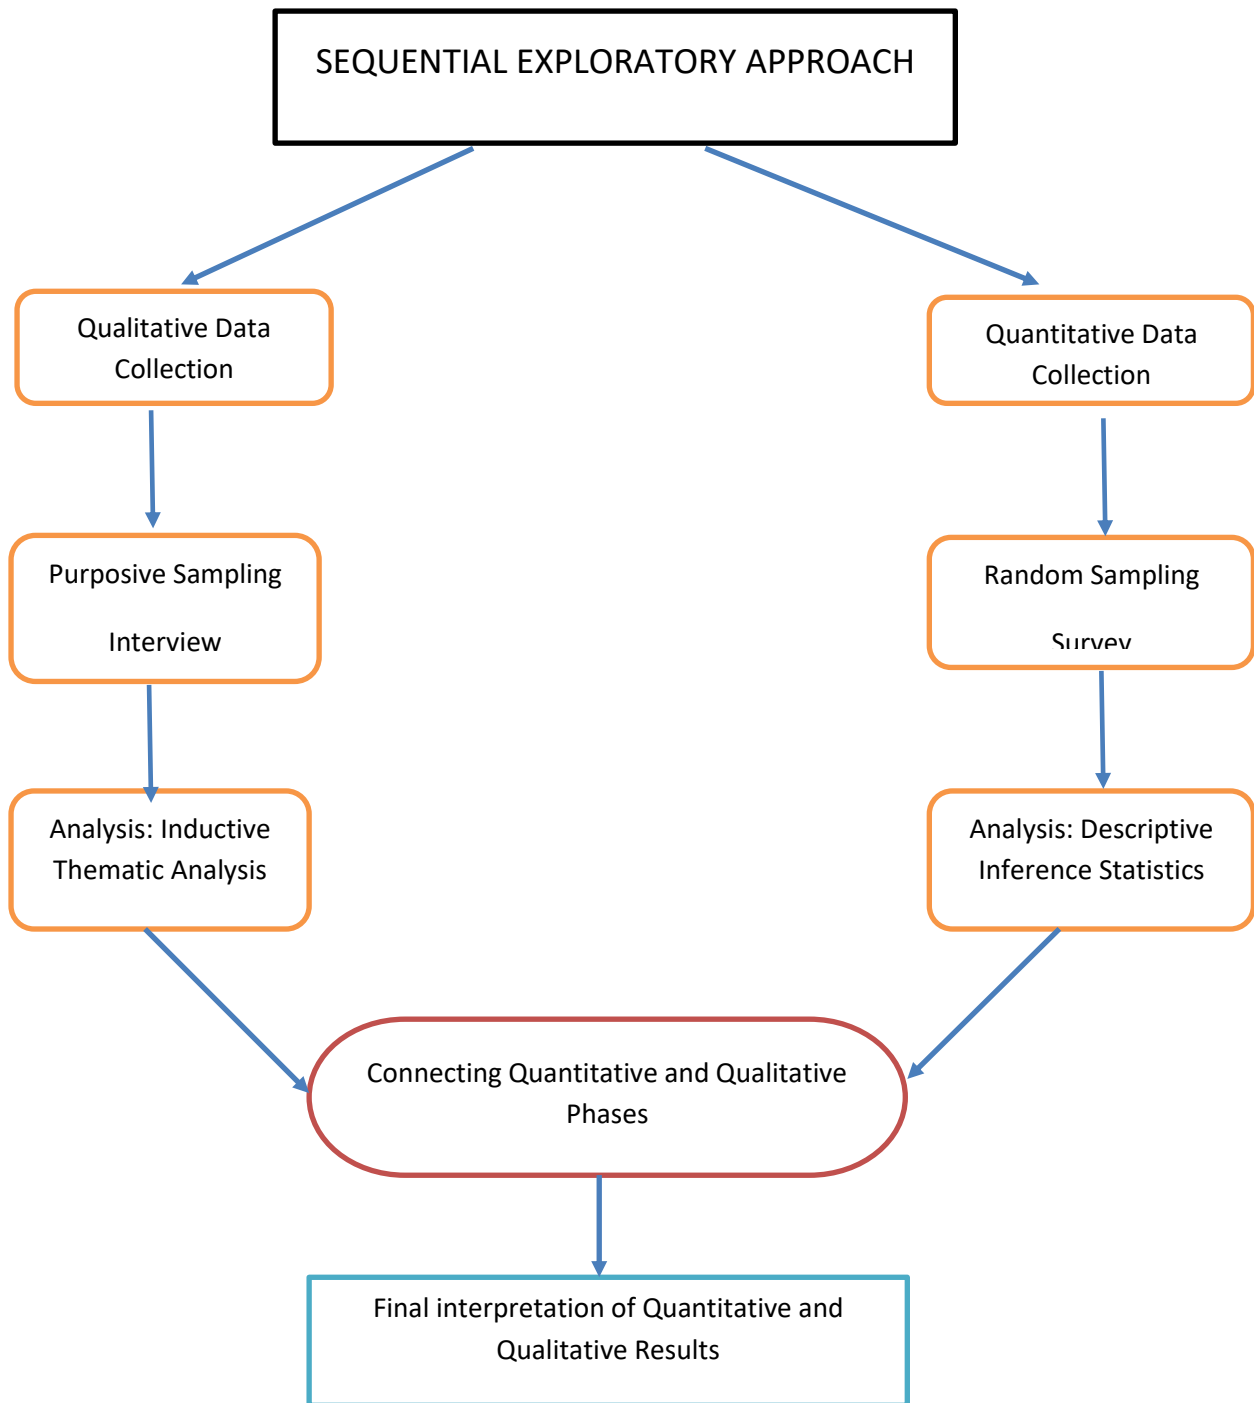 SEQUENTIAL EXPLORATORY APPROACH
Qualitative Data
Collection
Quantitative Data
Collection
Purposive Sampling
Interview
Random Sampling
Survey
Analysis: Inductive
Thematic Analysis
Analysis: Descriptive
Inference Statistics
Connecting Quantitative and Qualitative
Phases
Final interpretation of Quantitative and
Qualitative Results